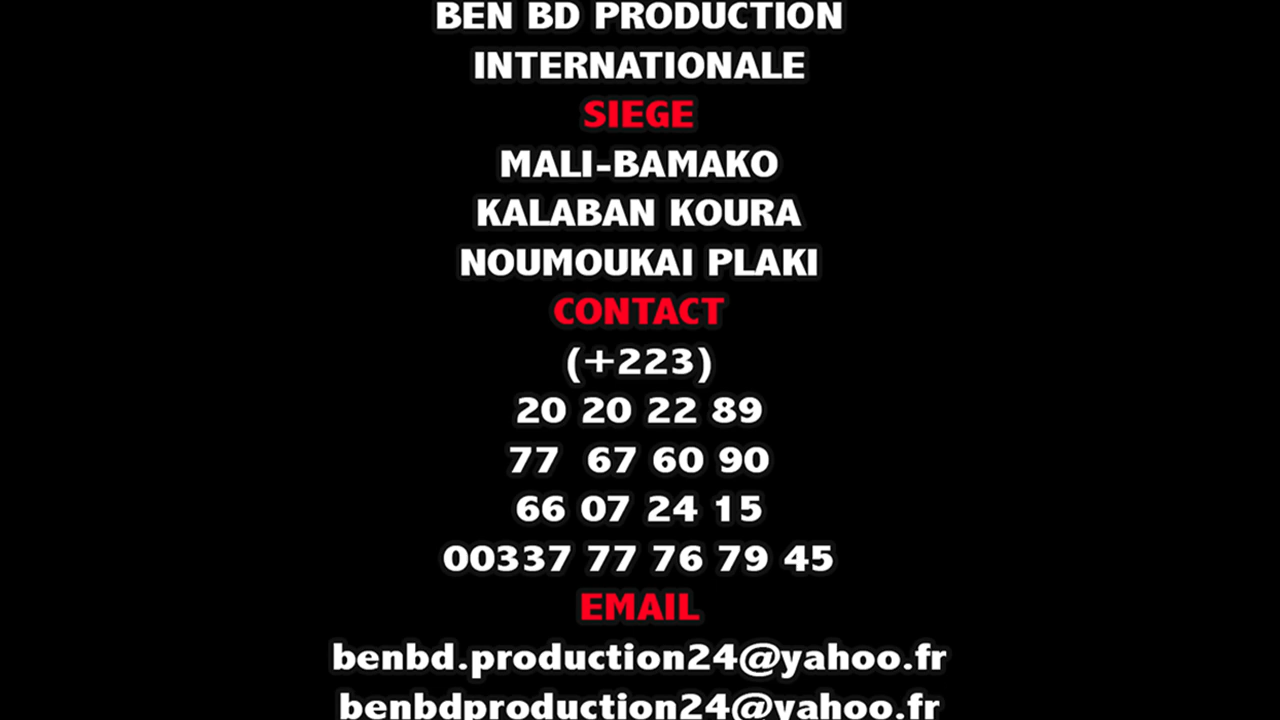 BEN BD PRODUCTION
INTERNATIONALE
SIEGE
MALI-BAMAKO
KALABAN KOURA
NOUMOUKAI PLAKI
CONTACT
(+223)
20 20 22 89
77 67 60 90
66 07 24 15
00337 77 76 79 45
EMAIL
benbd.production24@yahoo.fr
benbdproduction24@yahoo.fr